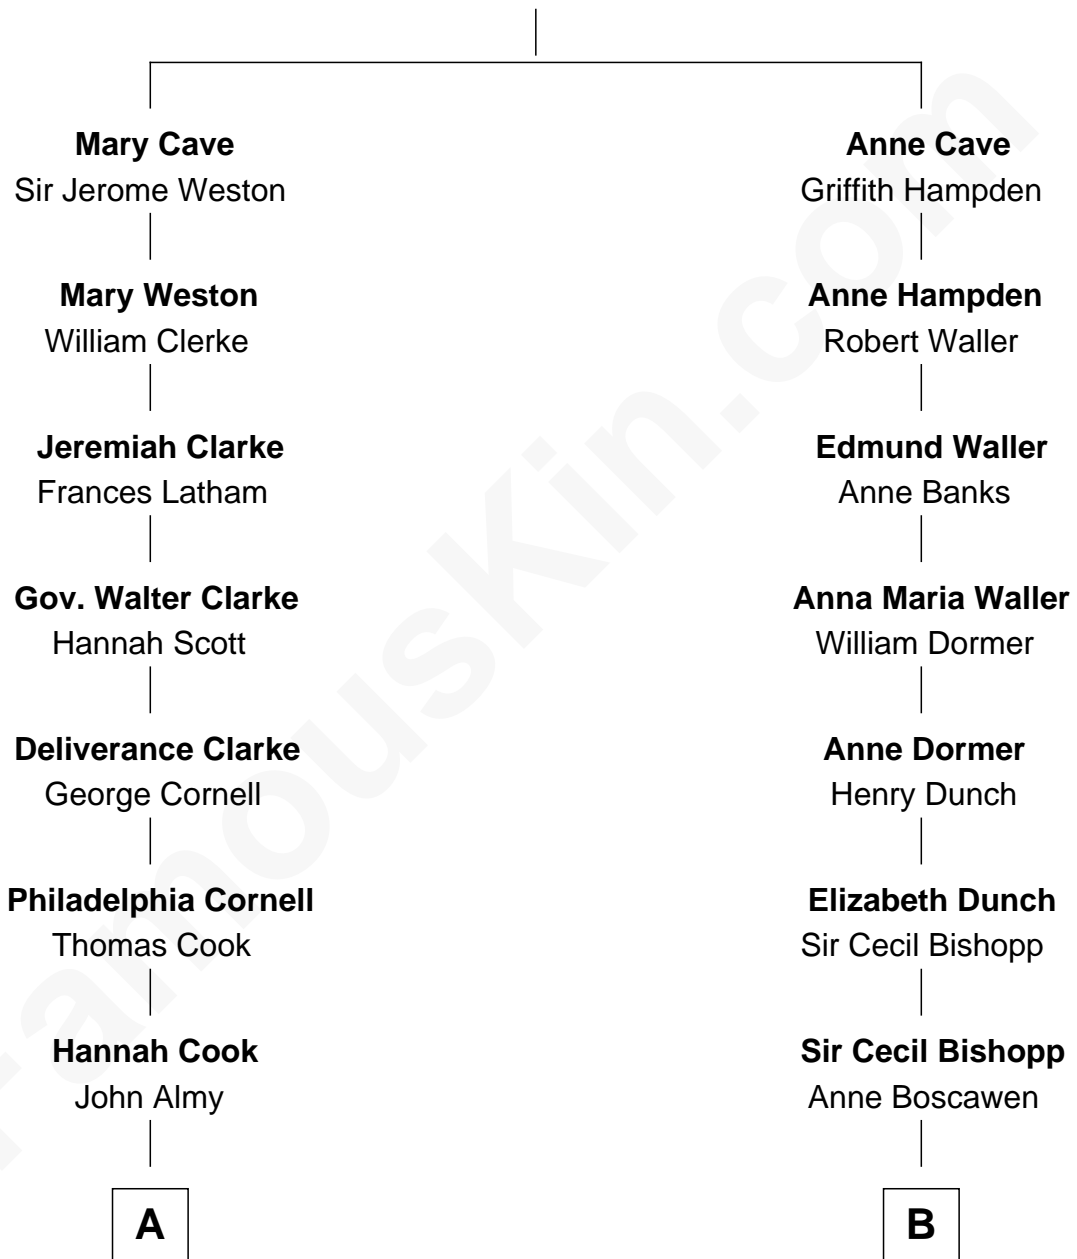 Mary Cave
Sir Jerome Weston
Mary Weston
William Clerke
Jeremiah Clarke
Frances Latham
Gov. Walter Clarke
Hannah Scott
Deliverance Clarke
George Cornell
Philadelphia Cornell
Thomas Cook
Hannah Cook
John Almy
A
Anne Cave
Griffith Hampden
Anne Hampden
Robert Waller
Edmund Waller
Anne Banks
Anna Maria Waller
William Dormer
Anne Dormer
Henry Dunch
Elizabeth Dunch
Sir Cecil Bishopp
Sir Cecil Bishopp
Anne Boscawen
B
FamousKin.com